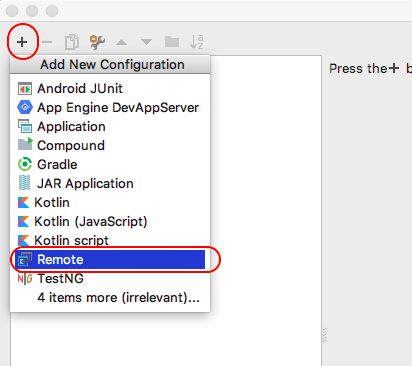 Add New Configuration
Press the + b
Android JUnit
App Engine DevAppServer
Application
Compound
Gradle
JAR Application
Kotlin
Kotlin (JavaScript)
Kotlin script
Remote
TestNG
4 items more (irrelevant)...